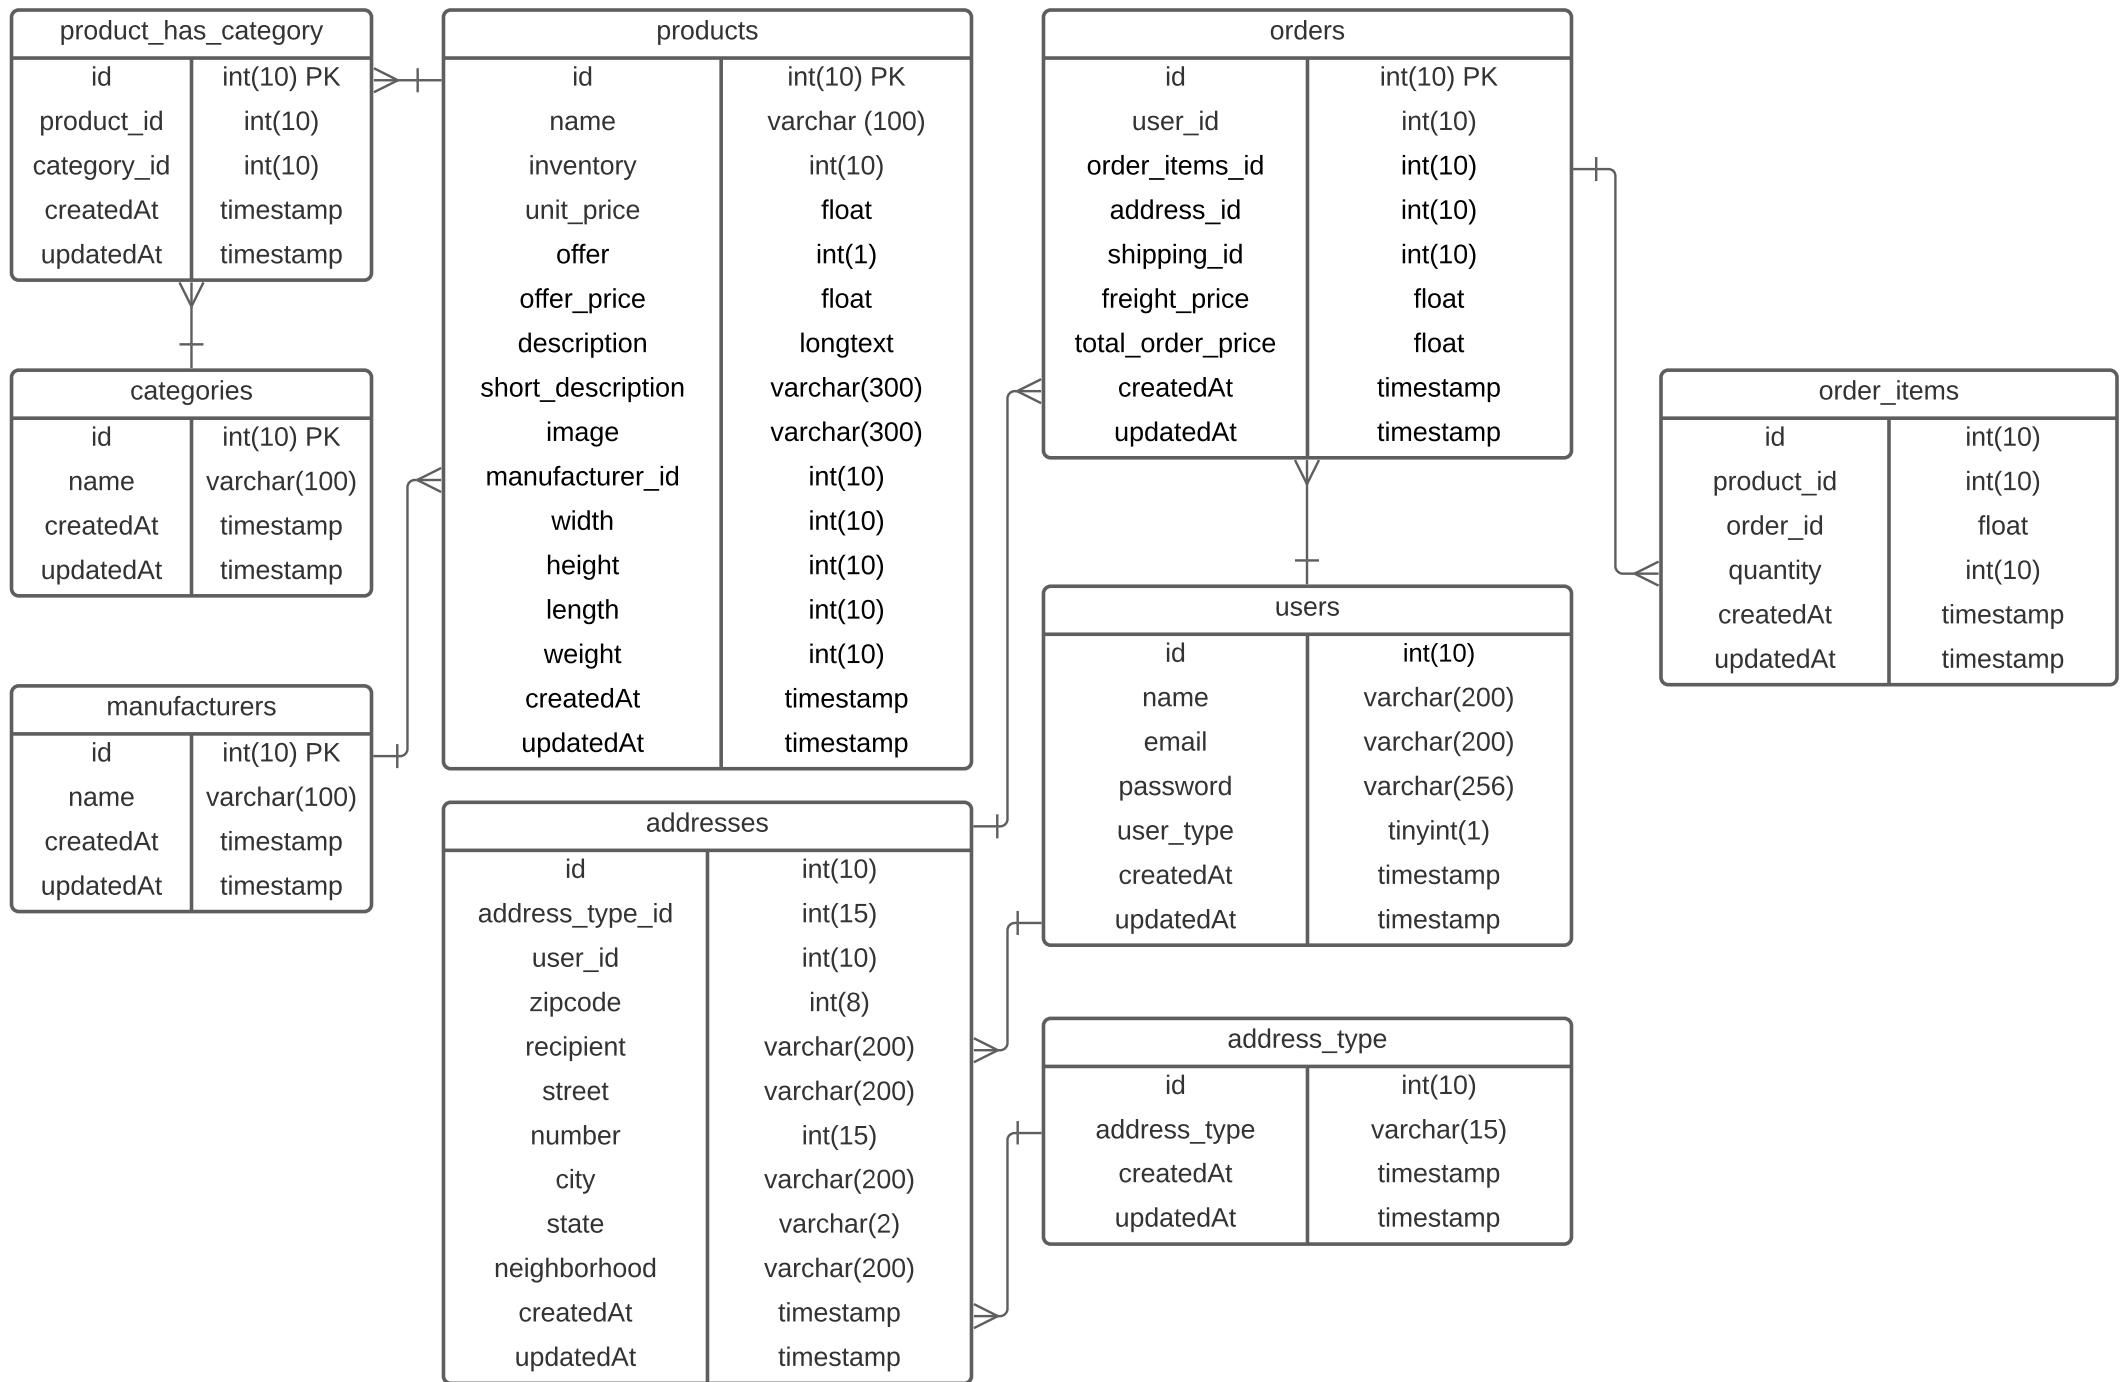 product_has_category
id int(10) PK
product_id int(10)
category_id int(10)
createdAt timestamp
updatedAt timestamp
categories
id int(10) PK
name varchar(100)
createdAt timestamp
updatedAt timestamp
manufacturers
id int(10) PK
name varchar(100)
createdAt timestamp
updatedAt timestamp
products
id int(10) PK
name varchar (100)
inventory int(10)
unit_price float
offer int(1)
offer_price float
description longtext
short_description varchar(300)
image varchar(300)
manufacturer_id int(10)
width int(10)
height int(10)
length int(10)
weight int(10)
createdAt timestamp
updatedAt timestamp
addresses
id int(10)
address_type_id int(15)
user_id int(10)
zipcode int(8)
recipient varchar(200)
street varchar(200)
number int(15)
city varchar(200)
state varchar(2)
neighborhood varchar(200)
createdAt timestamp
updatedAt timestamp
orders
id int(10) PK
user_id int(10)
order_items_id int(10)
address_id int(10)
shipping_id int(10)
freight_price float
total_order_price float
createdAt timestamp
updatedAt timestamp
users
id int(10)
name varchar(200)
email varchar(200)
password varchar(256)
user_type tinyint(1)
createdAt timestamp
updatedAt timestamp
address_type
id int(10)
address_type varchar(15)
createdAt timestamp
updatedAt timestamp
order_items
id int(10)
product_id int(10)
order_id float
quantity int(10)
createdAt timestamp
updatedAt timestamp